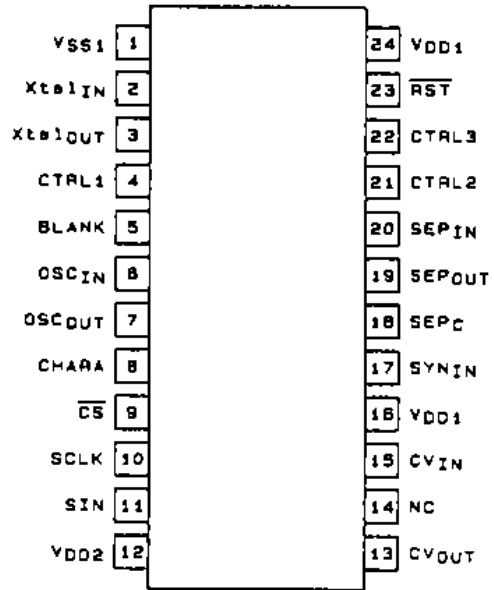 VSS1 1 24 VDD1
XtalIN 2 23 RST
XtalOUT 3 22 CTRL3
CTRL1 4 21 CTRL2
BLANK 5 20 SEPIN
OSCIN 6 19 SEPOUT
OSCOUT 7 18 SEPC
CHARA 8 17 SYNIN
CS 9 16 VDD1
SCLK 10 15 CVIN
SIN 11 14 NC
VDD2 12 13 CVOUT